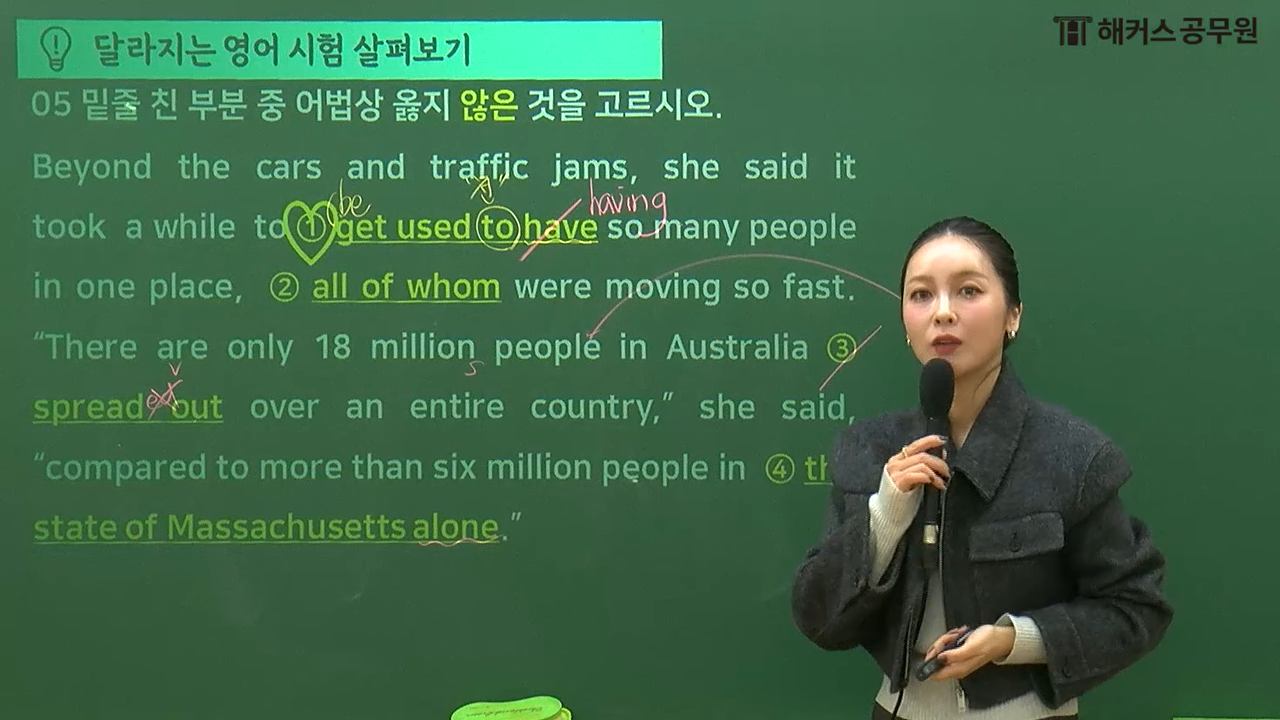 해커스공무원
달라지는 영어 시험 살펴보기
05 밑줄 친 부분 중 어법상 옳지 않은 것을 고르시오.
Beyond the cars and traffic jams, she said it
be "전" having
took a while to ① get used to have so many people
in one place, ② all of whom were moving so fast.
"There are only 18 million people in Australia ③
s
spread out over an entire country," she said,
"compared to more than six million people in ④ th
state of Massachusetts alone."